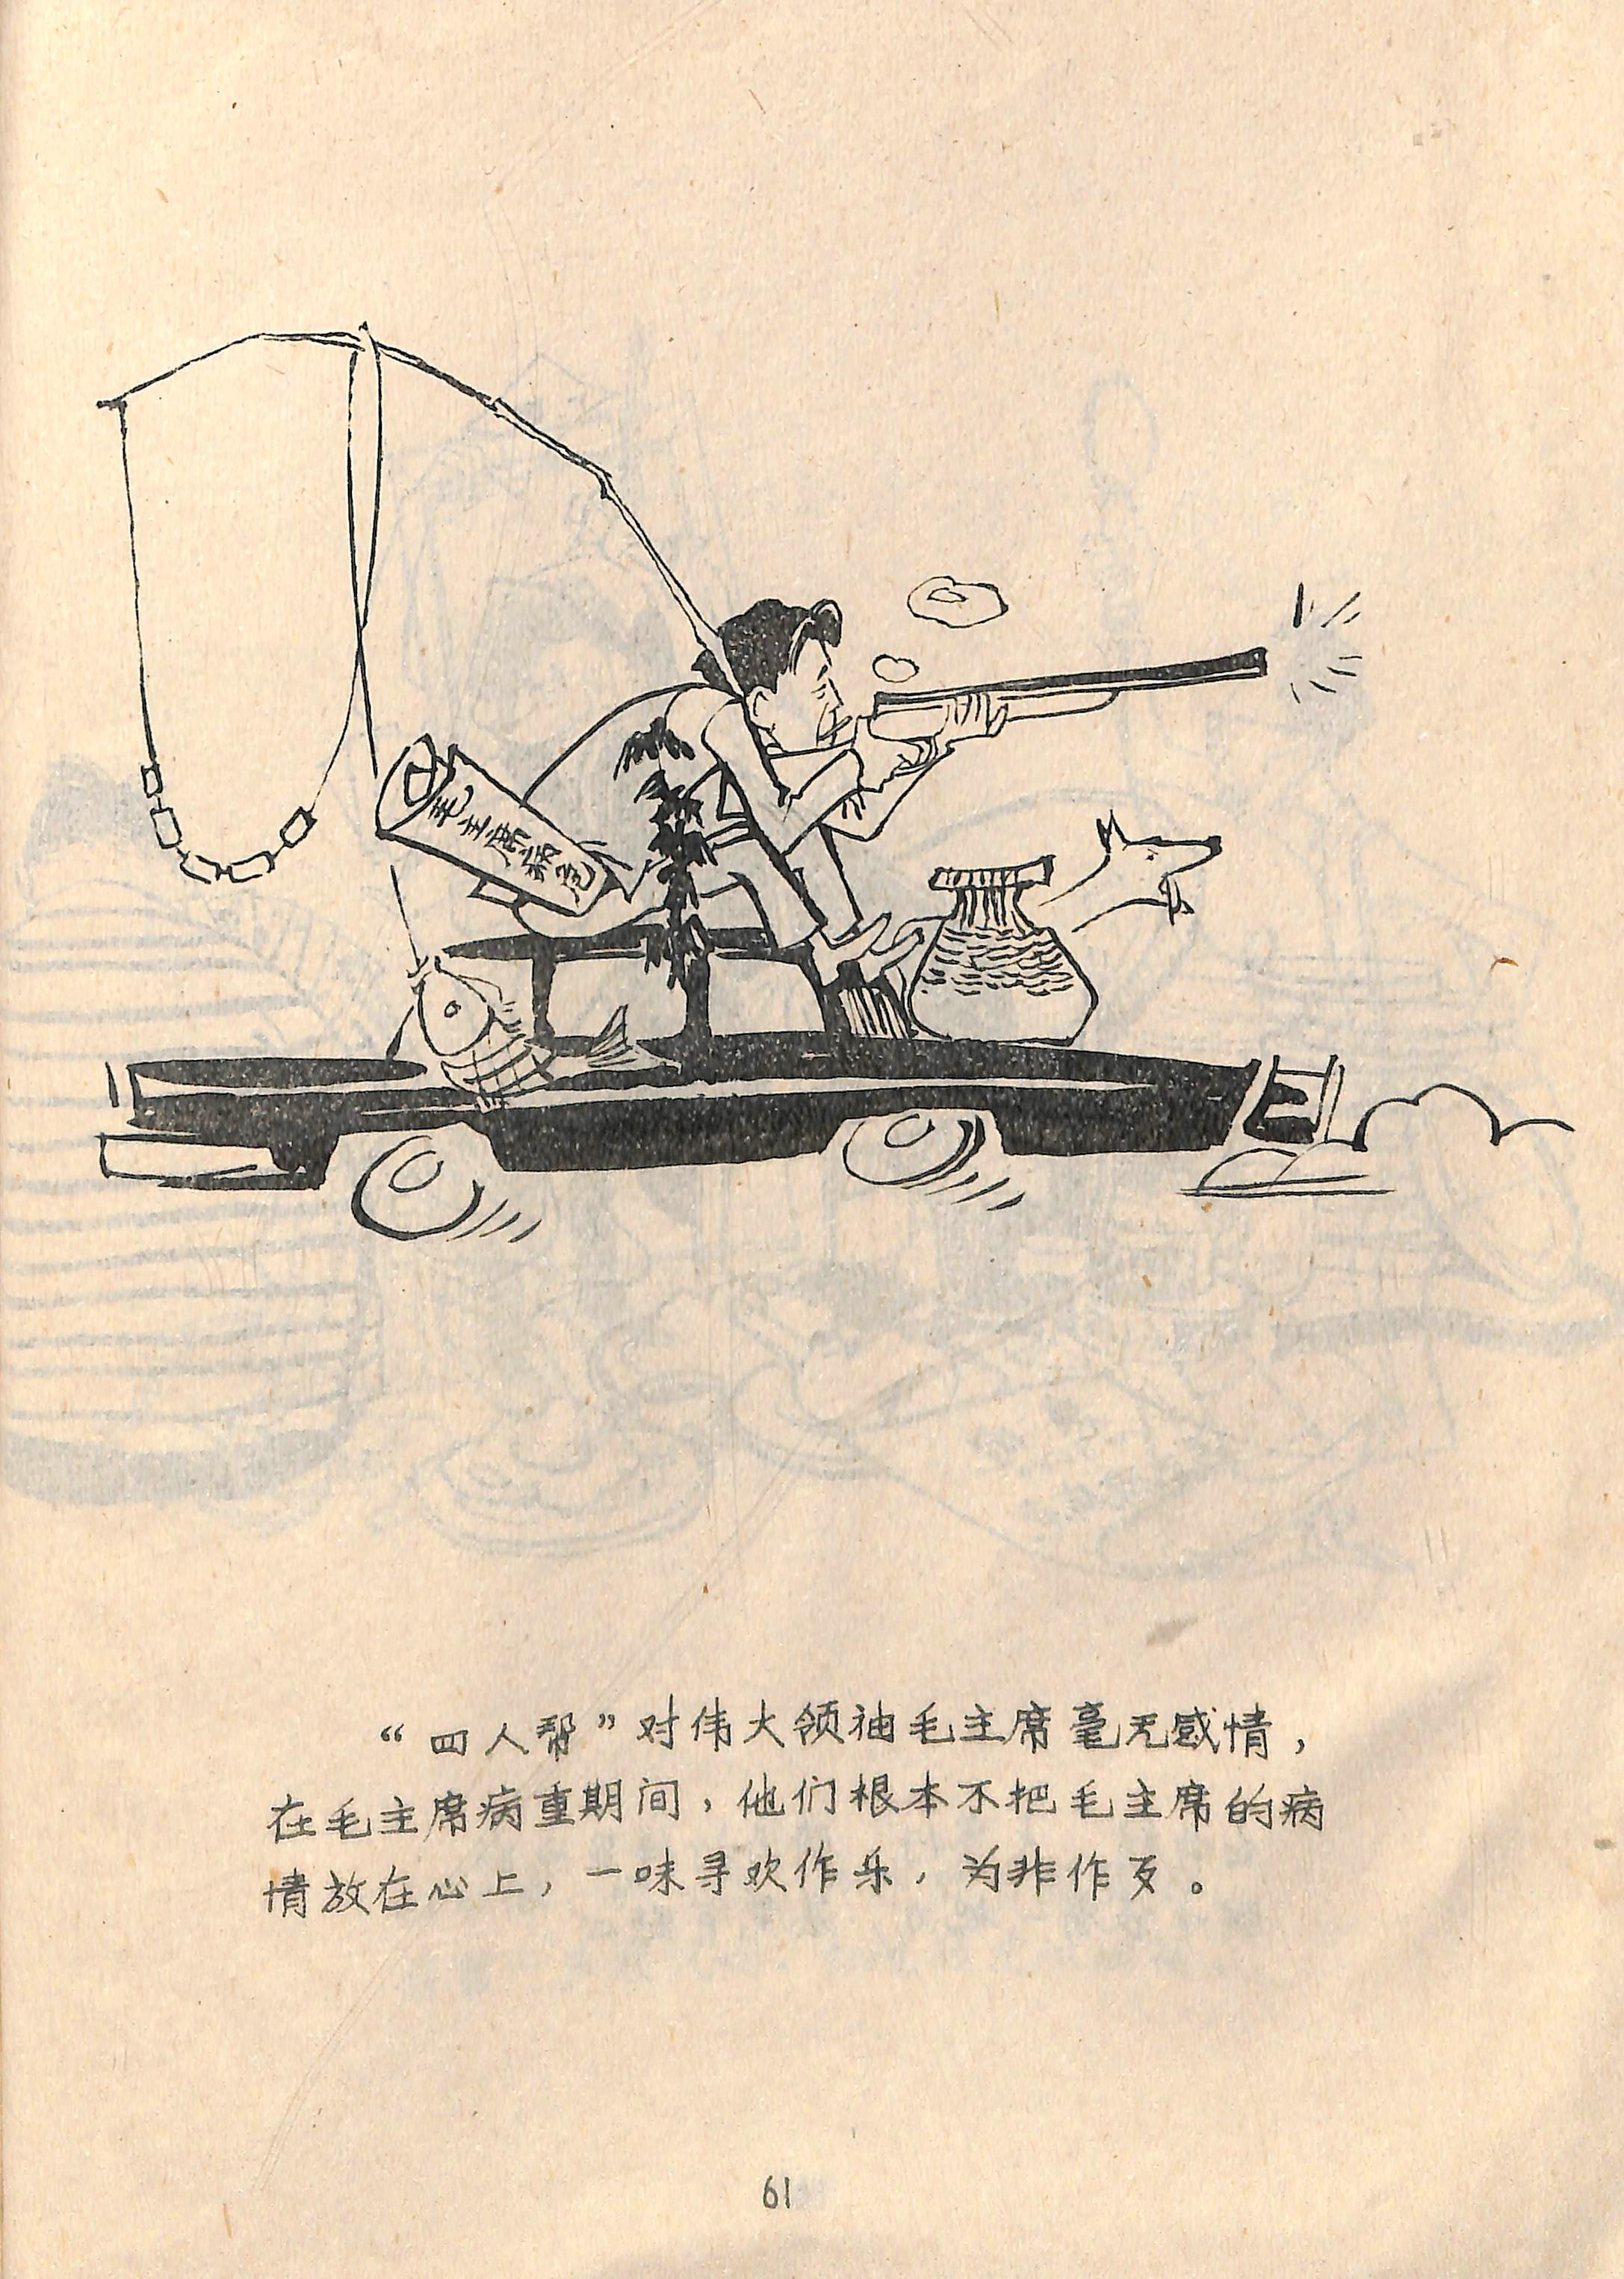 毛主席病危
“四人帮”对伟大领袖毛主席毫无感情，
在毛主席病重期间，他们根本不把毛主席的病
情放在心上，一味寻欢作乐，为非作歹。
61